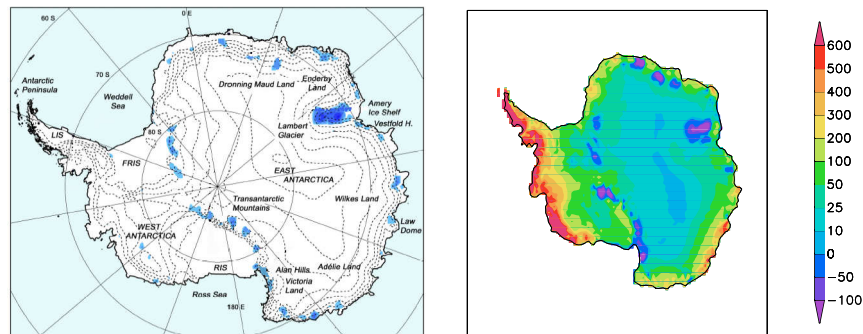 0 E
60 S
70 S
Antarctic
Peninsula
Weddell
Sea
Dronning Maud Land
Enderby
Land
Amery
Ice Shelf
Vestfold H.
Lambert
Glacier
LIS
80 S
FRIS
EAST
ANTARCTICA
Wilkes Land
Transantarctic
Mountains
Law
Dome
WEST
ANTARCTICA
RIS
Alan Hills
Adélie Land
Victoria
Land
Ross Sea
180 E
600
500
400
300
200
100
50
25
10
0
−50
−100